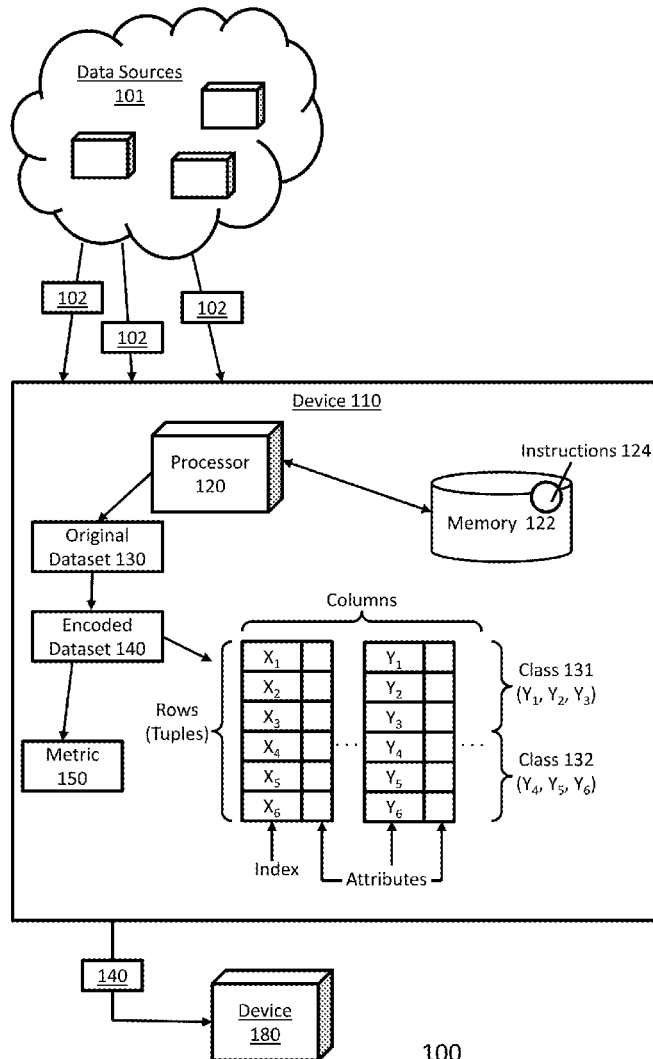 Data Sources
101
102
102
102
Device 110
Instructions 124
Processor
120
Memory 122
Original
Dataset 130
Columns
Encoded
Dataset 140
X₁
Y₁
Class 131
(Y₁, Y₂, Y₃)
X₂
Y₂
Rows
(Tuples)
X₃
Y₃
Metric
150
X₄
. . .
Y₄
. . .
Class 132
(Y₄, Y₅, Y₆)
X₅
Y₅
X₆
Y₆
Index
Attributes
140
Device
180
100